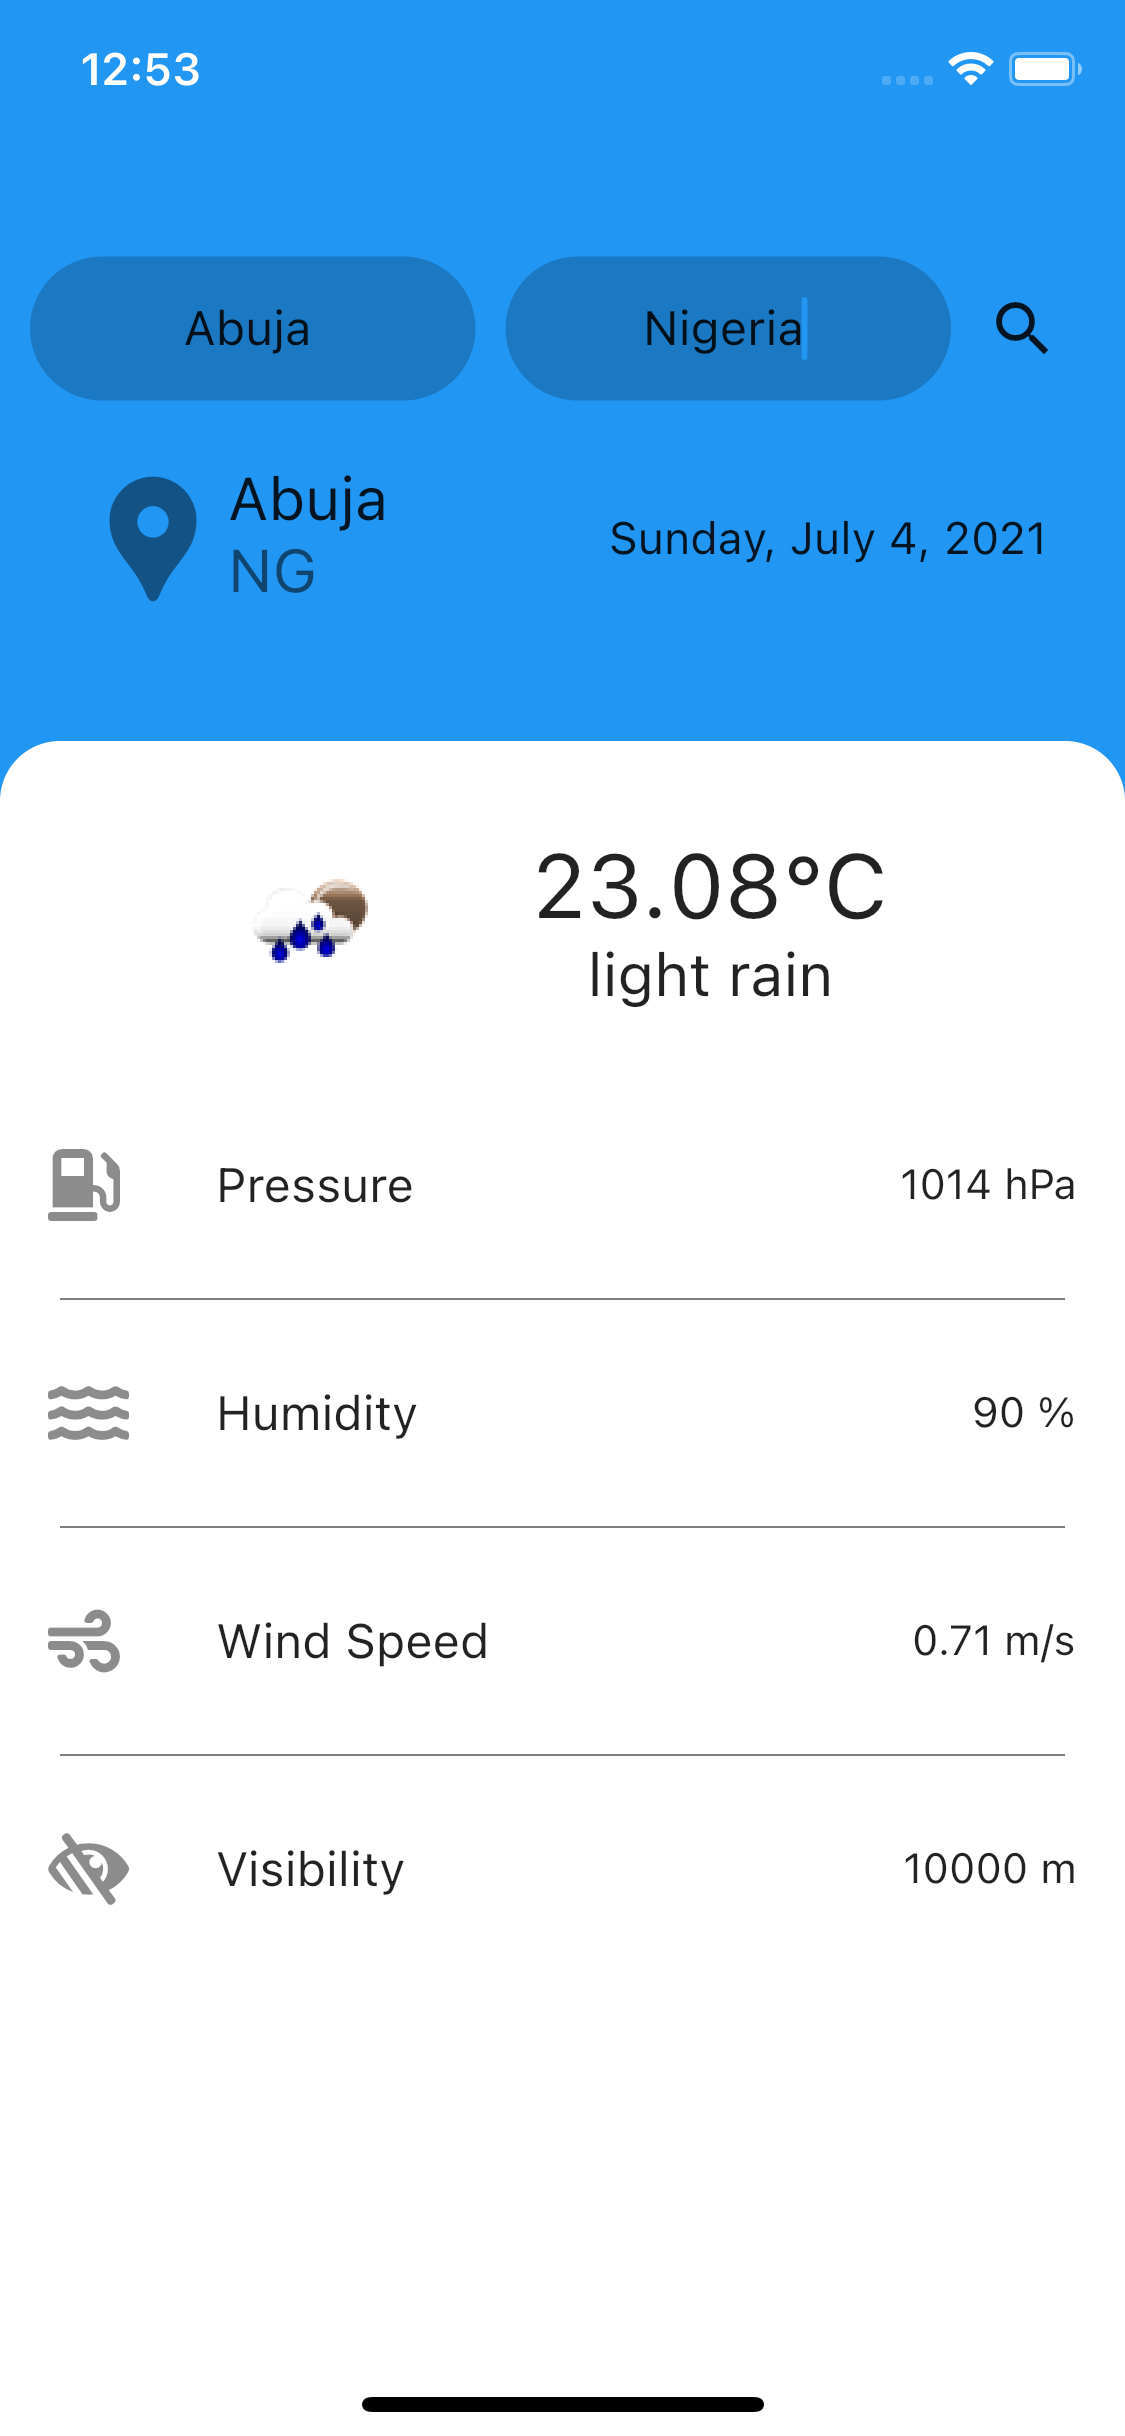 12:53
Abuja
Nigeria
Abuja
NG
Sunday, July 4, 2021
23.08°C
light rain
Pressure
1014 hPa
Humidity
90 %
Wind Speed
0.71 m/s
Visibility
10000 m